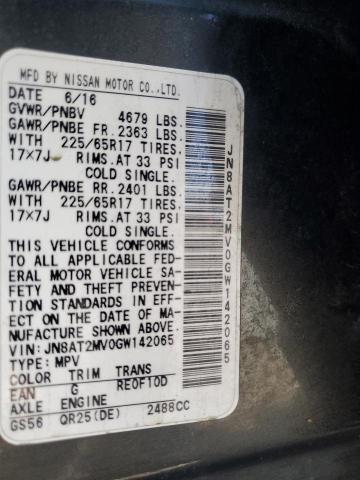 MFD BY NISSAN MOTOR CO.,LTD.
DATE 6/16
GVWR/PNBV 4679 LBS.
GAWR/PNBE FR. 2363 LBS.
WITH 225/65R17 TIRES.
17X7J RIMS.AT 33 PSI
COLD SINGLE.
GAWR/PNBE RR. 2401 LBS.
WITH 225/65R17 TIRES.
17X7J RIMS.AT 33 PSI
COLD SINGLE.
THIS VEHICLE CONFORMS
TO ALL APPLICABLE FED-
ERAL MOTOR VEHICLE SA-
FETY AND THEFT PREVEN-
TION STANDARDS IN EFF-
ECT ON THE DATE OF MA-
NUFACTURE SHOWN ABOVE.
VIN: JN8AT2MV0GW142065
TYPE: MPV
COLOR TRIM TRANS
EAN G RE0F10D
AXLE ENGINE
GS56 QR25(DE) 2488CC
JN8AT2MV0GW142065